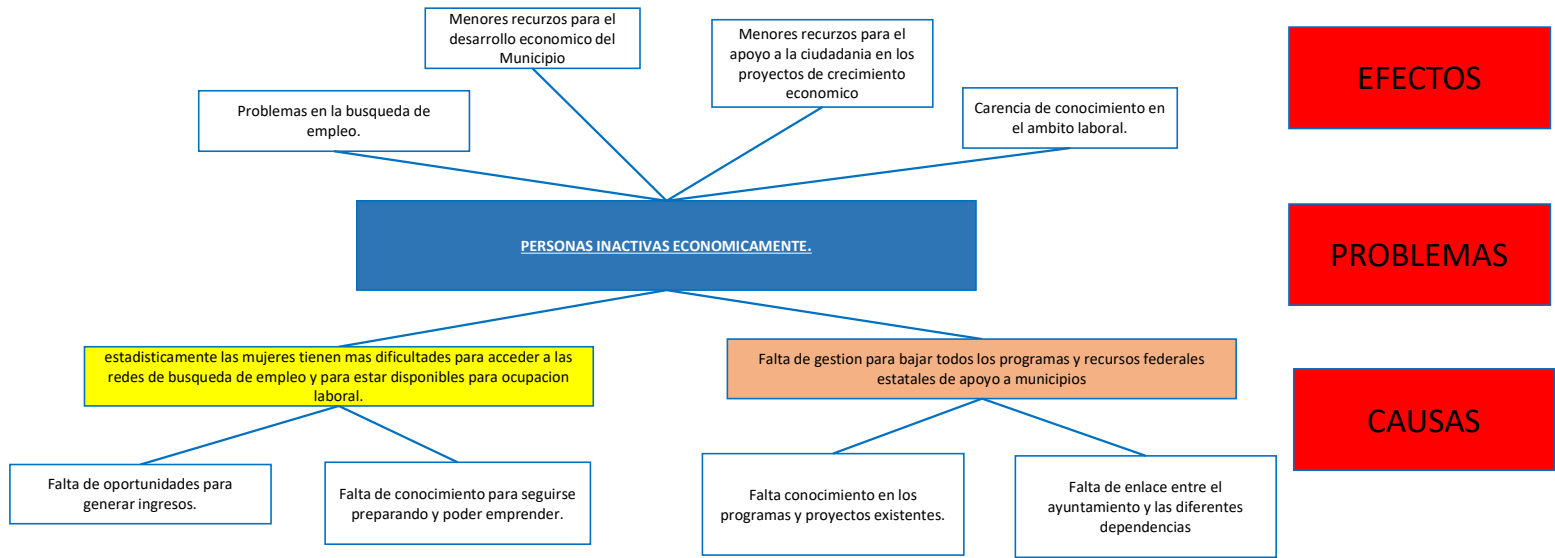 Menores recurzos para el
desarrollo economico del
Municipio
Menores recurzos para el
apoyo a la ciudadania en los
proyectos de crecimiento
economico
EFECTOS
Problemas en la busqueda de
empleo.
Carencia de conocimiento en
el ambito laboral.
PERSONAS INACTIVAS ECONOMICAMENTE.
PROBLEMAS
estadisticamente las mujeres tienen mas dificultades para acceder a las
redes de busqueda de empleo y para estar disponibles para ocupacion
laboral.
Falta de gestion para bajar todos los programas y recursos federales
estatales de apoyo a municipios
CAUSAS
Falta de oportunidades para
generar ingresos.
Falta de conocimiento para seguirse
preparando y poder emprender.
Falta conocimiento en los
programas y proyectos existentes.
Falta de enlace entre el
ayuntamiento y las diferentes
dependencias